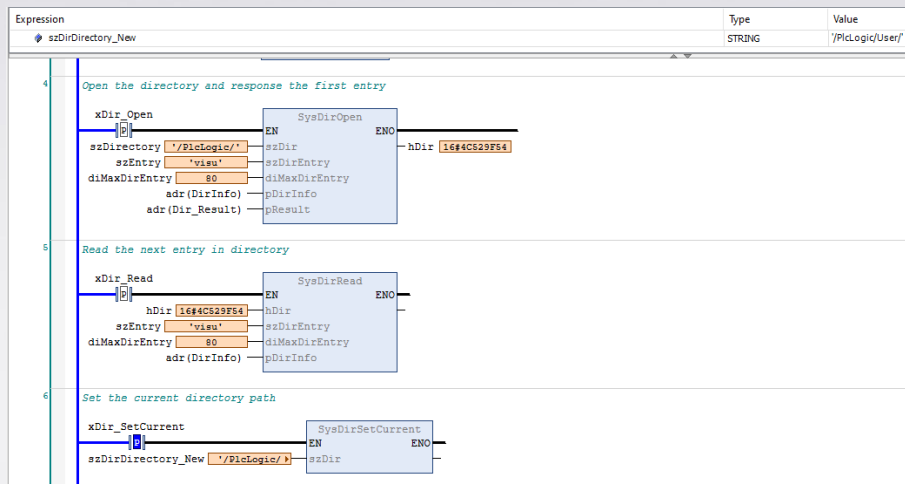 Expression Type Value
szDirDirectory_New STRING '/PlcLogic/User/'
4 Open the directory and response the first entry
xDir_Open SysDirOpen
P EN ENO
szDirectory '/PlcLogic/' szDir hDir 16#4C529F54
szEntry 'visu' szDirEntry
diMaxDirEntry 80 diMaxDirEntry
adr(DirInfo) pDirInfo
adr(Dir_Result) pResult
5 Read the next entry in directory
xDir_Read SysDirRead
P EN ENO
hDir 16#4C529F54 hDir
szEntry 'visu' szDirEntry
diMaxDirEntry 80 diMaxDirEntry
adr(DirInfo) pDirInfo
6 Set the current directory path
xDir_SetCurrent SysDirSetCurrent
P EN ENO
szDirDirectory_New '/PlcLogic/ szDir